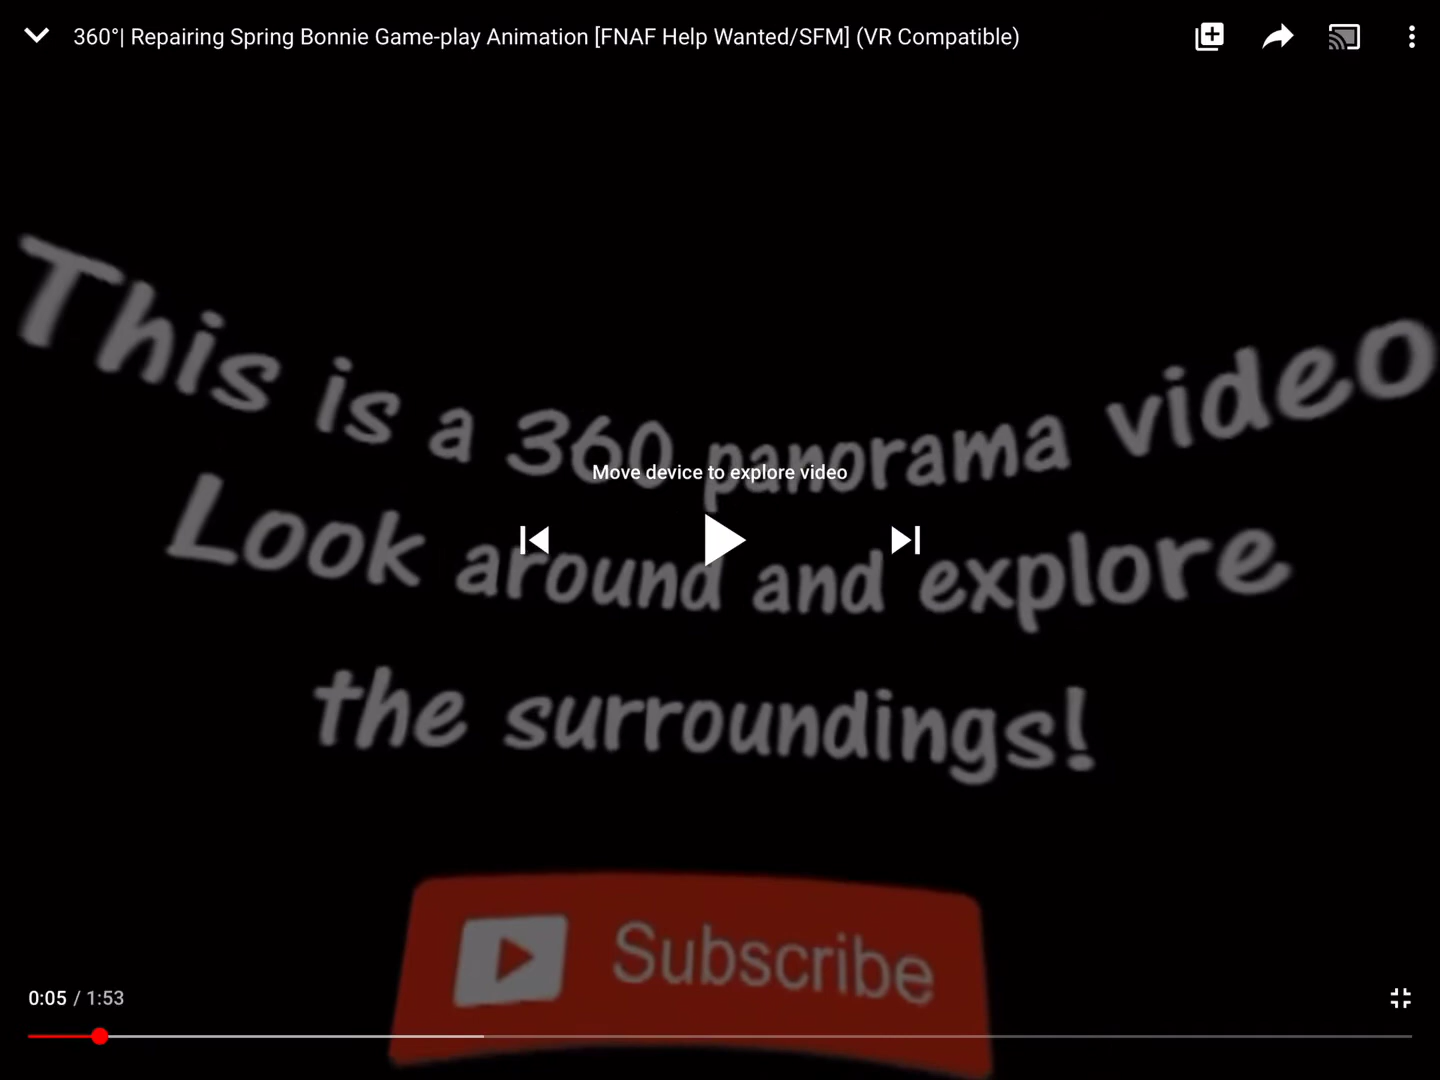 360°| Repairing Spring Bonnie Game-play Animation [FNAF Help Wanted/SFM] (VR Compatible)
This is a 360 panorama video
Move device to explore video
Look around and explore
the surroundings!
Subscribe
0:05 / 1:53